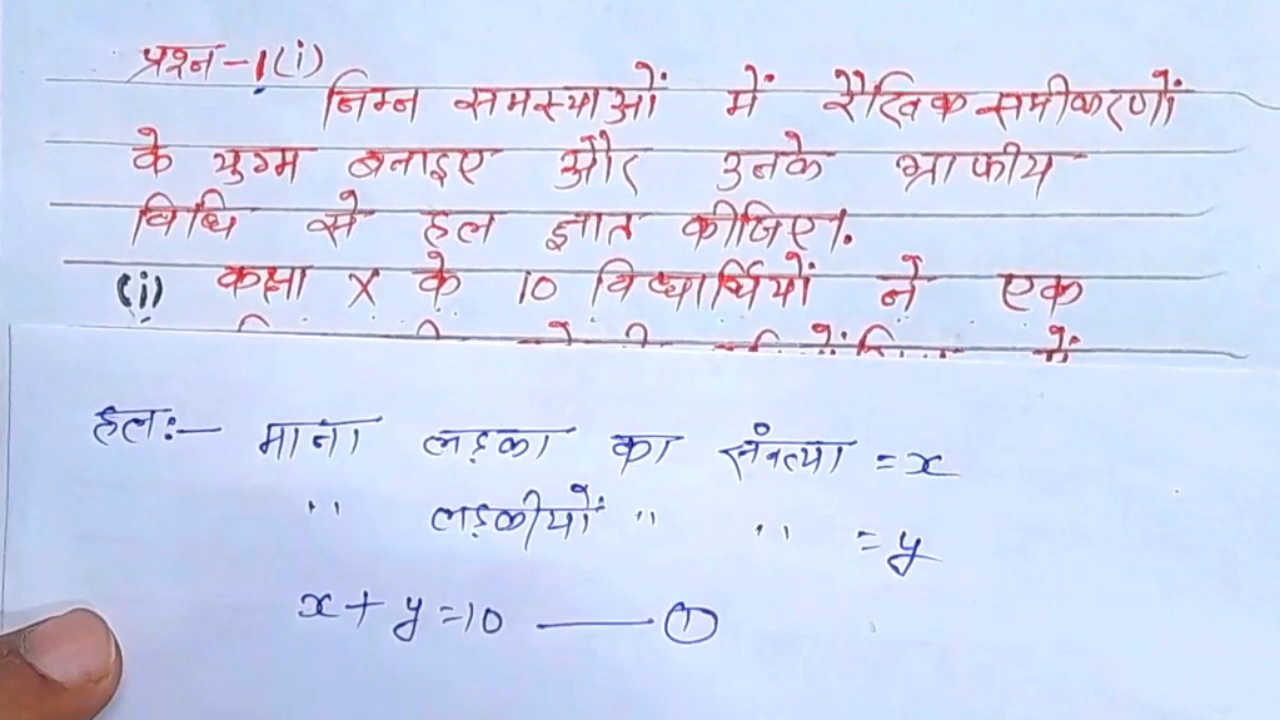 प्रश्न-1(i)
निम्न समस्याओं में रैखिक समीकरणों
के युग्म बनाइए और उनके ग्राफीय
विधि से हल ज्ञात कीजिए।.
(i) कक्षा X के 10 विद्यार्थियों ने एक
हल:- माना लड़का का संख्या =x
" लड़कीयों " " =y
x+y=10 —— ①